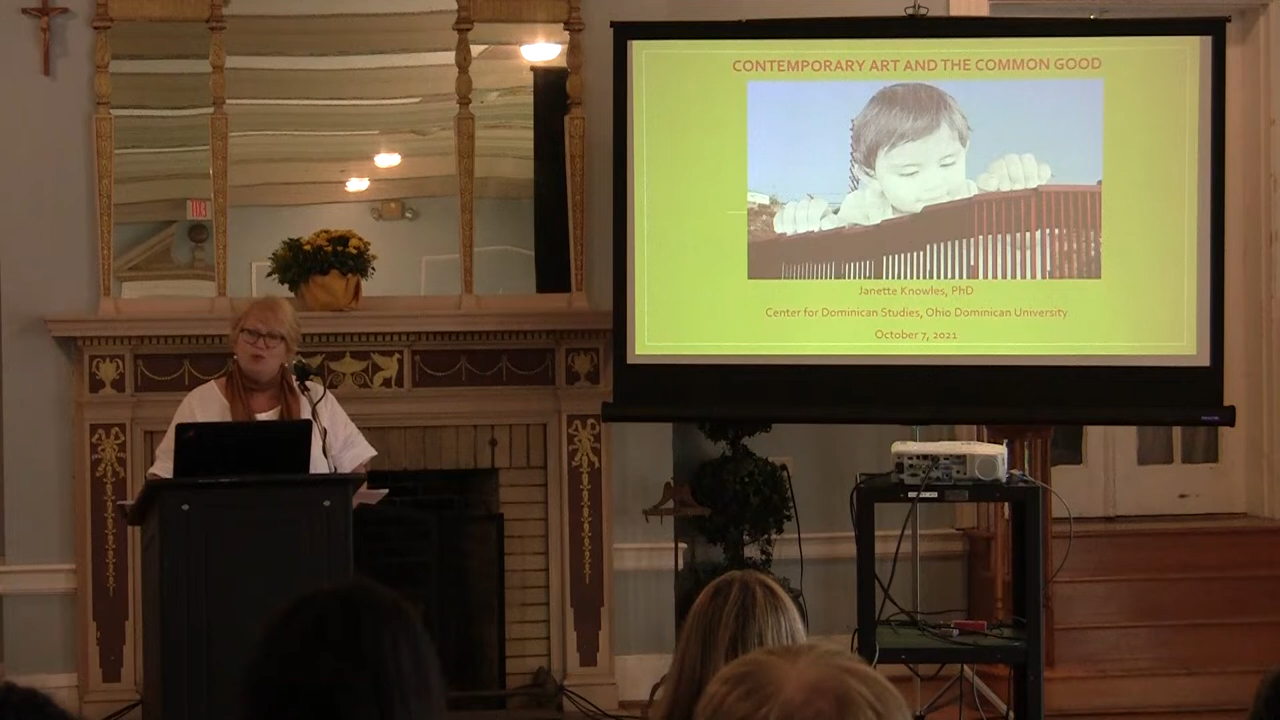 CONTEMPORARY ART AND THE COMMON GOOD
Janette Knowles, PhD
Center for Dominican Studies, Ohio Dominican University
October 7, 2021